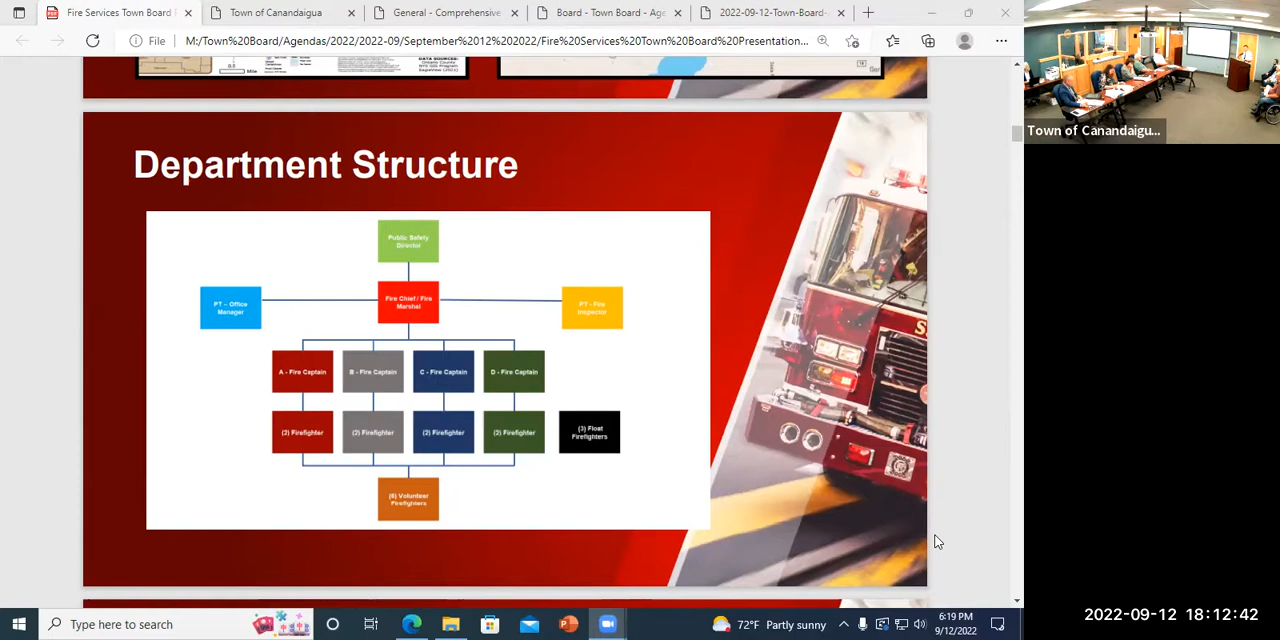 Fire Services Town Board P
Town of Canandaigua
General - Comprehensive
Board - Town Board - Age
2022-09-12-Town-Board-
File
M:/Town%20Board/Agendas/2022/2022-09/September%2012%202022/Fire%20Services%20Town%20Board%20Presentation...
Department Structure
Public Safety
Director
PT - Office
Manager
Fire Chief / Fire
Marshal
PT - Fire
Inspector
A - Fire Captain
B - Fire Captain
C - Fire Captain
D - Fire Captain
(2) Firefighter
(2) Firefighter
(2) Firefighter
(2) Firefighter
(3) Float
Firefighters
(6) Volunteer
Firefighters
Town of Canandaigu...
2022-09-12 18:12:42
Type here to search
72°F Partly sunny
6:19 PM
9/12/2022